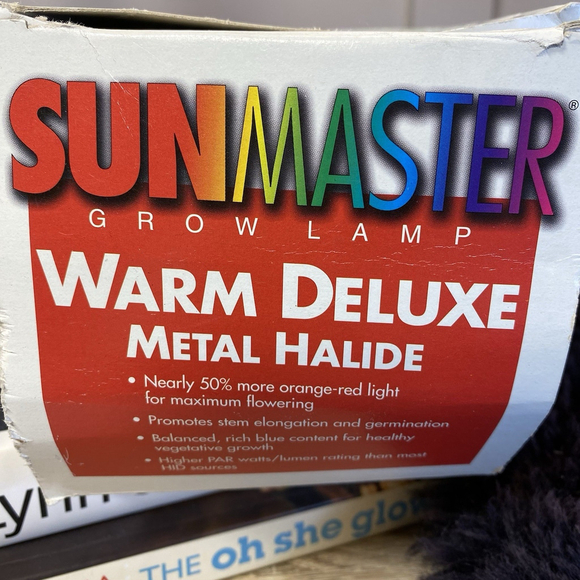 SUNMASTER®
GROW LAMP
WARM DELUXE
METAL HALIDE
• Nearly 50% more orange-red light
for maximum flowering
• Promotes stem elongation and germination
• Balanced, rich blue content for healthy
vegetative growth
• Higher PAR watts/lumen rating than most
HID sources
THE oh she glo